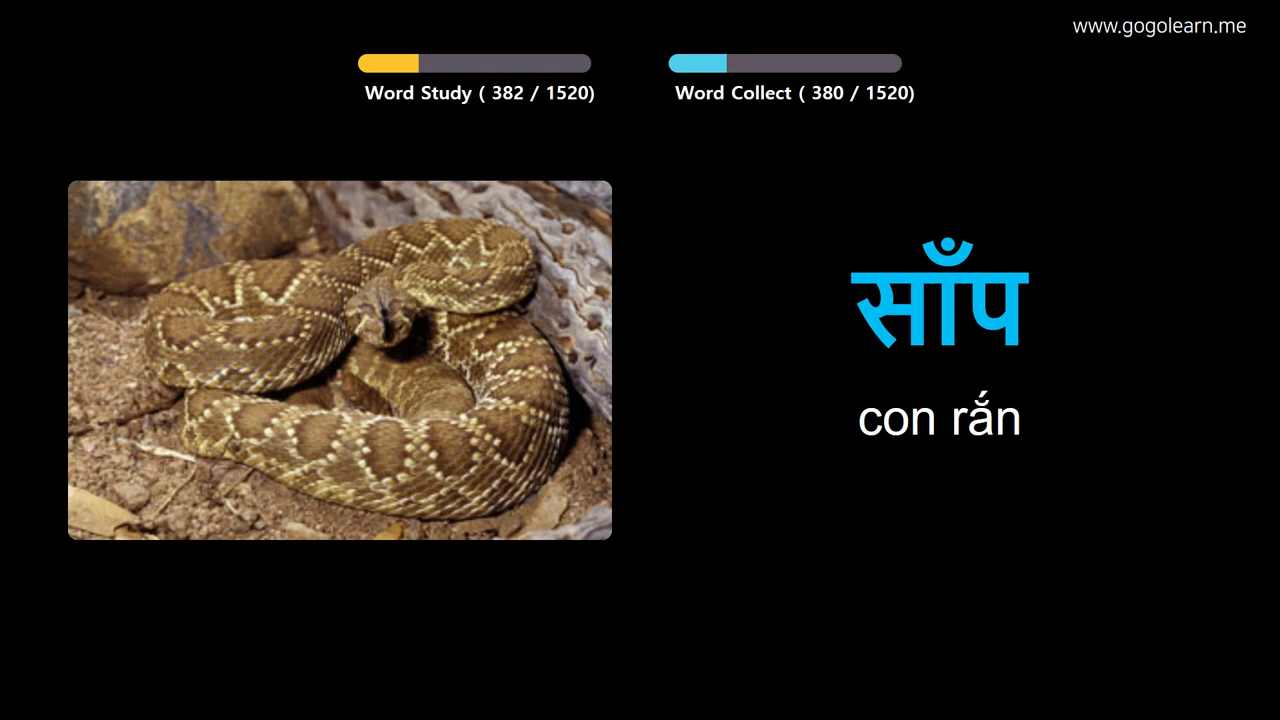 www.gogolearn.me
Word Study ( 382 / 1520)
Word Collect ( 380 / 1520)
साँप
con rắn